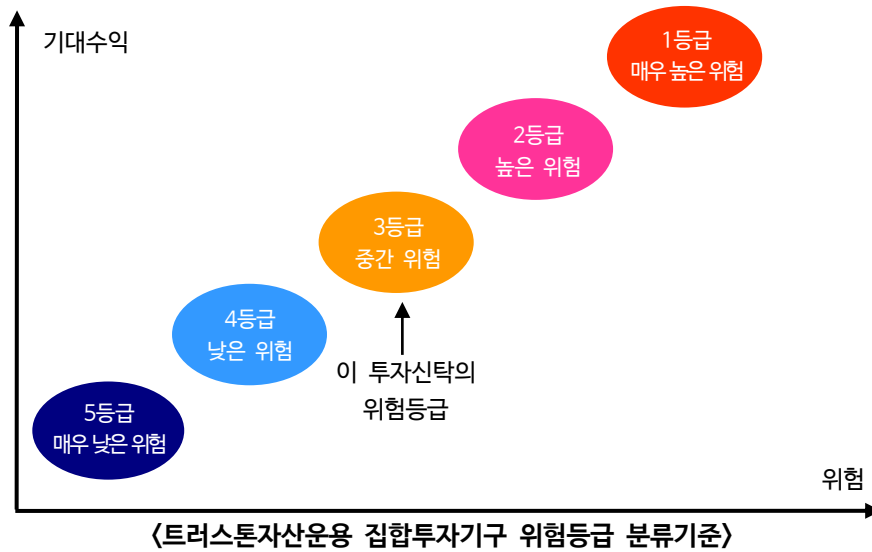 기대수익
1등급
매우 높은 위험
2등급
높은 위험
3등급
중간 위험
4등급
낮은 위험
이 투자신탁의
위험등급
5등급
매우 낮은 위험
위험
<트러스톤자산운용 집합투자기구 위험등급 분류기준>